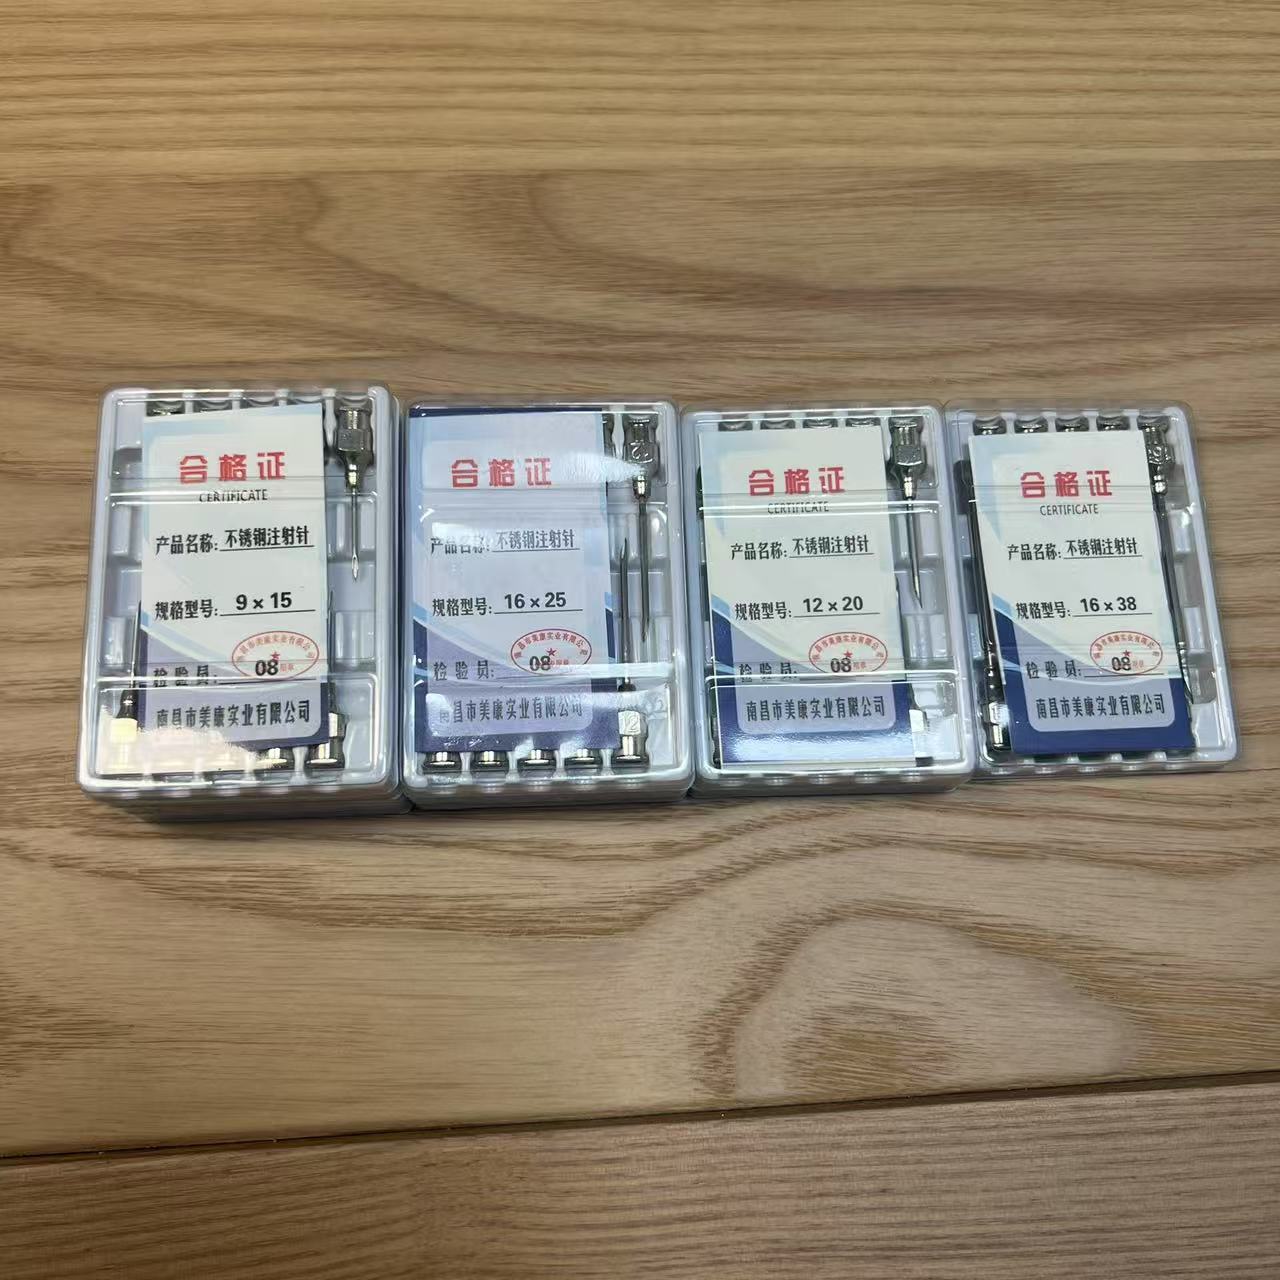 合格证
CERTIFICATE
产品名称: 不锈钢注射针
规格型号: 9×15
检验员: 08
南昌市美康实业有限公司
合格证
产品名称: 不锈钢注射针
规格型号: 16×25
检验员: 08
南昌市美康实业有限公司
12
12
合格证
CERTIFICATE
产品名称: 不锈钢注射针
规格型号: 12×20
检验员: 08
南昌市美康实业有限公司
合格证
CERTIFICATE
产品名称: 不锈钢注射针
规格型号: 16×38
检验员: 08
南昌市美康实业有限公司